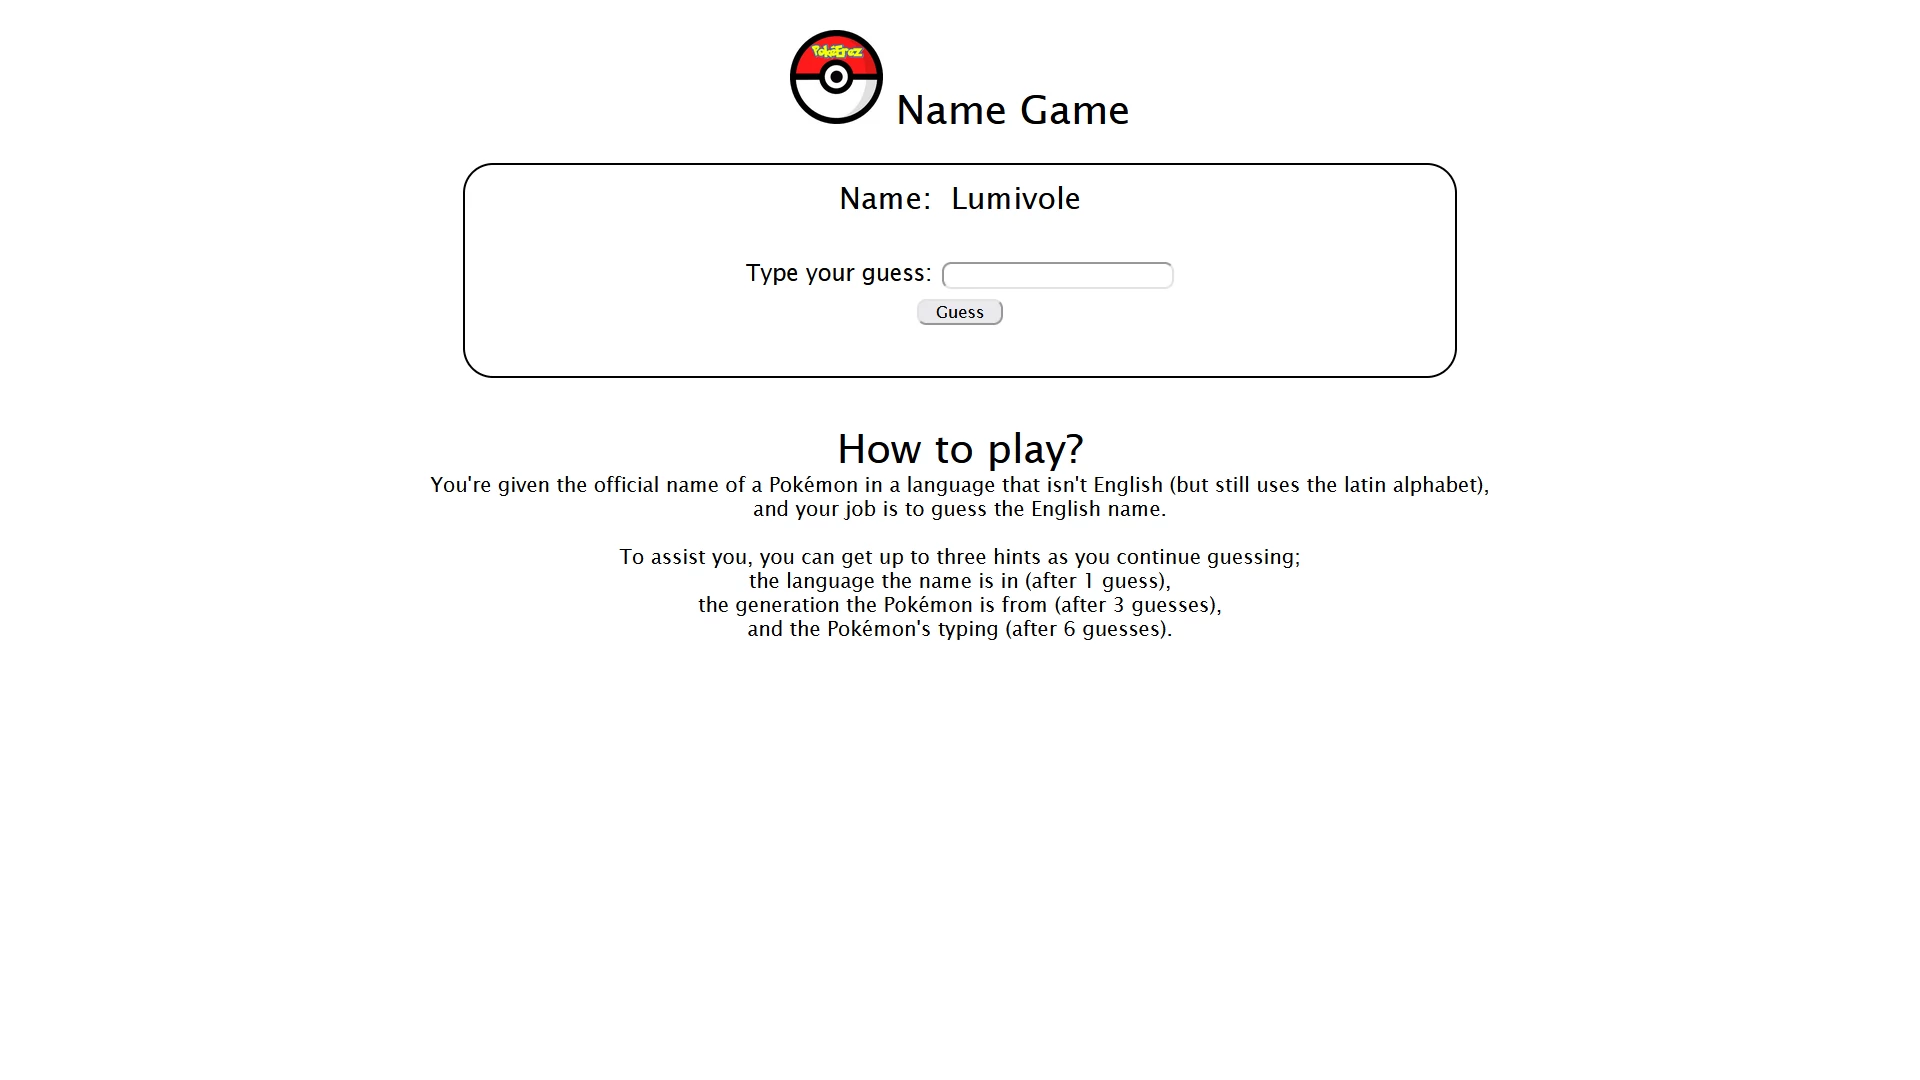 PokéErez
Name Game
Name: Lumivole
Type your guess:
Guess
How to play?
You're given the official name of a Pokémon in a language that isn't English (but still uses the latin alphabet),
and your job is to guess the English name.
To assist you, you can get up to three hints as you continue guessing;
the language the name is in (after 1 guess),
the generation the Pokémon is from (after 3 guesses),
and the Pokémon's typing (after 6 guesses).